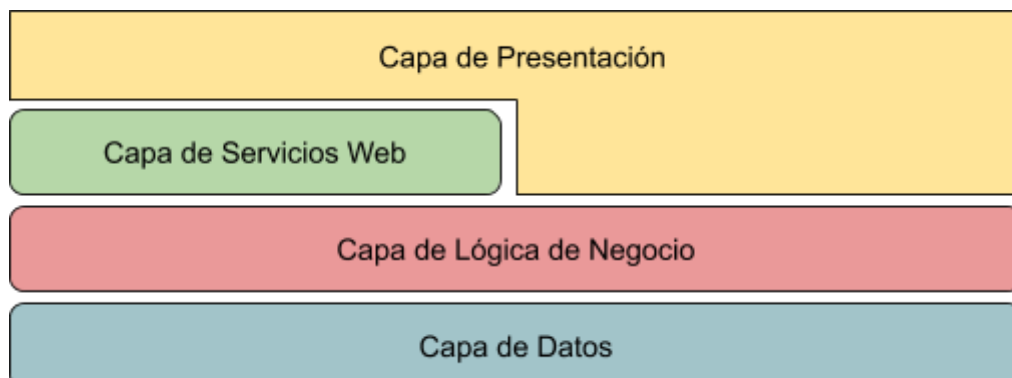 Capa de Presentación
Capa de Servicios Web
Capa de Lógica de Negocio
Capa de Datos